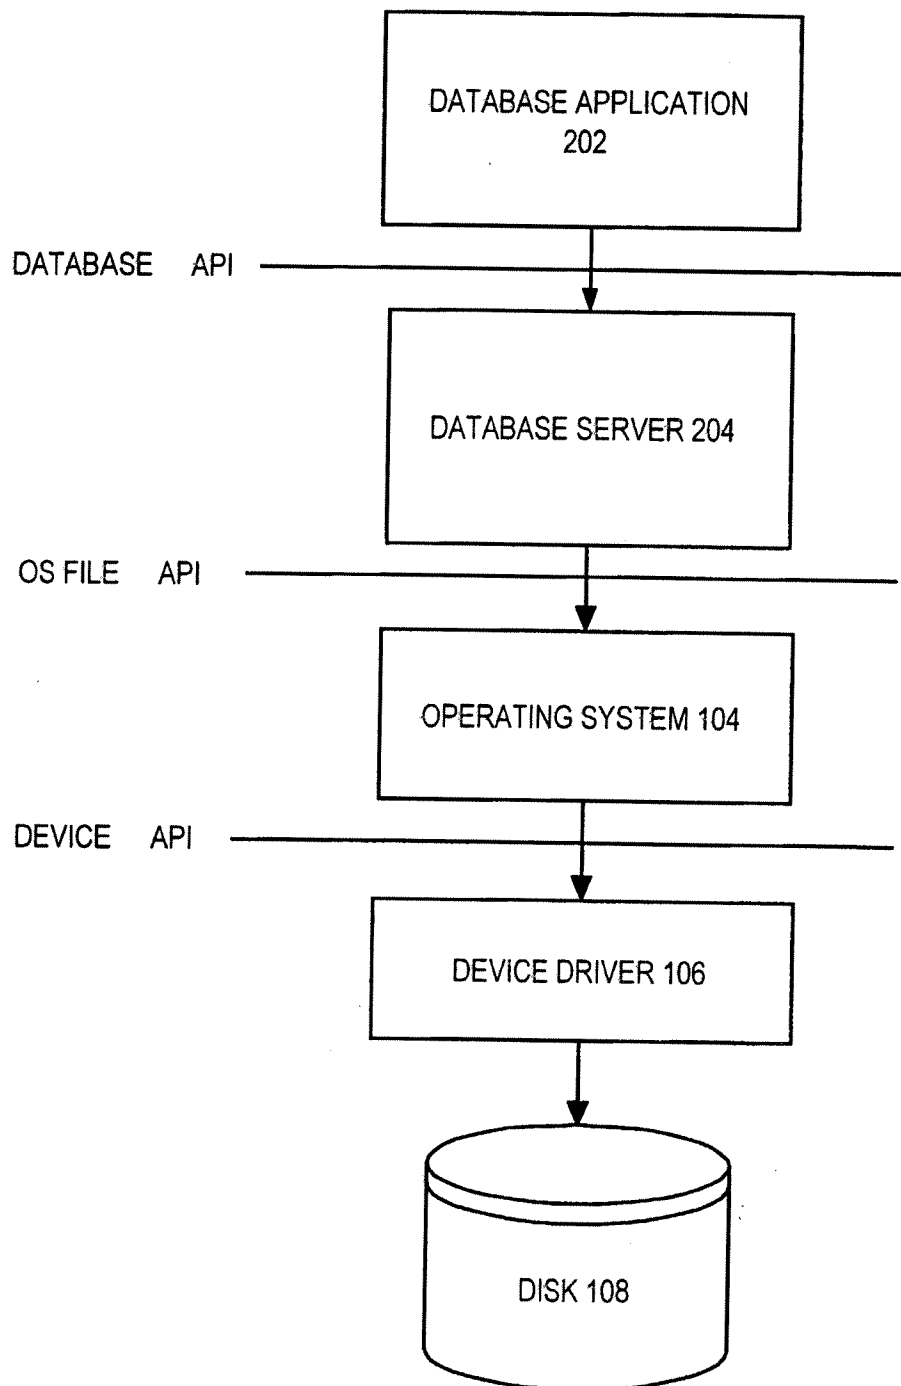 DATABASE APPLICATION
202
DATABASE API
DATABASE SERVER 204
OS FILE API
OPERATING SYSTEM 104
DEVICE API
DEVICE DRIVER 106
DISK 108